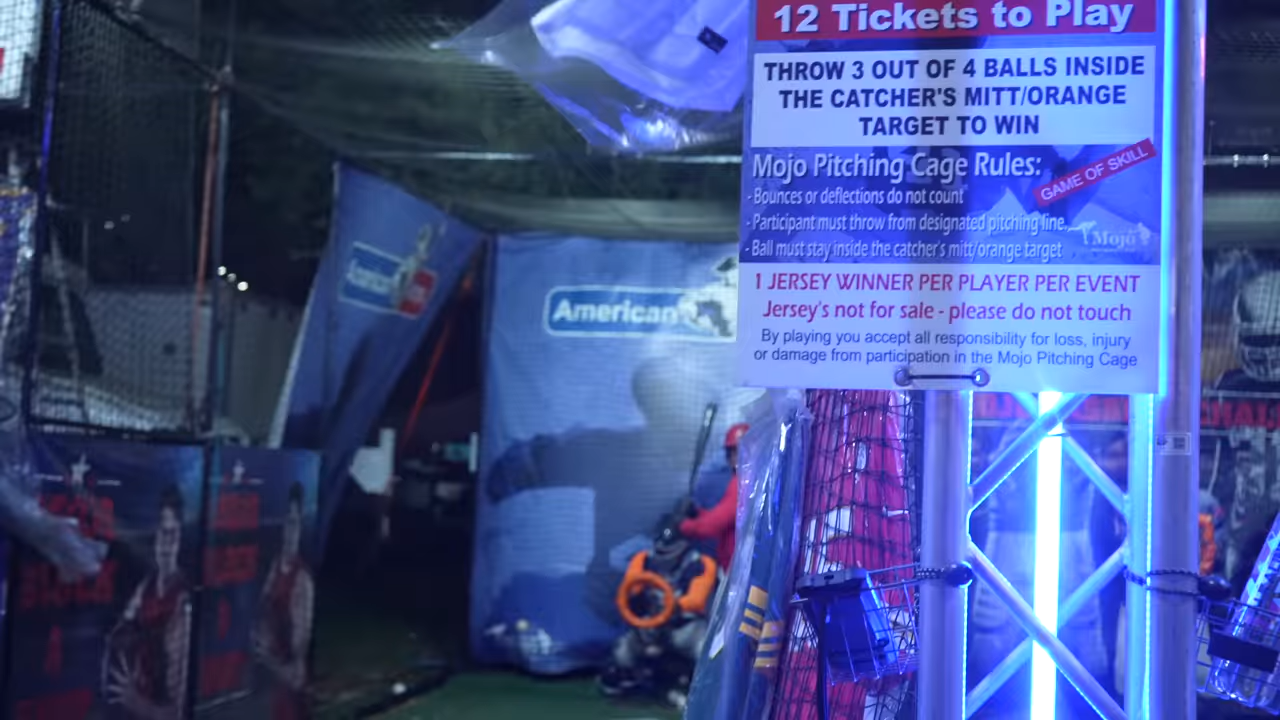 12 Tickets to Play
THROW 3 OUT OF 4 BALLS INSIDE
THE CATCHER'S MITT/ORANGE
TARGET TO WIN
Mojo Pitching Cage Rules:
GAME OF SKILL
- Bounces or deflections do not count
- Participant must throw from designated pitching line
- Ball must stay inside the catcher's mitt/orange target
Mojo
1 JERSEY WINNER PER PLAYER PER EVENT
Jersey's not for sale - please do not touch
By playing you accept all responsibility for loss, injury
or damage from participation in the Mojo Pitching Cage
American
American